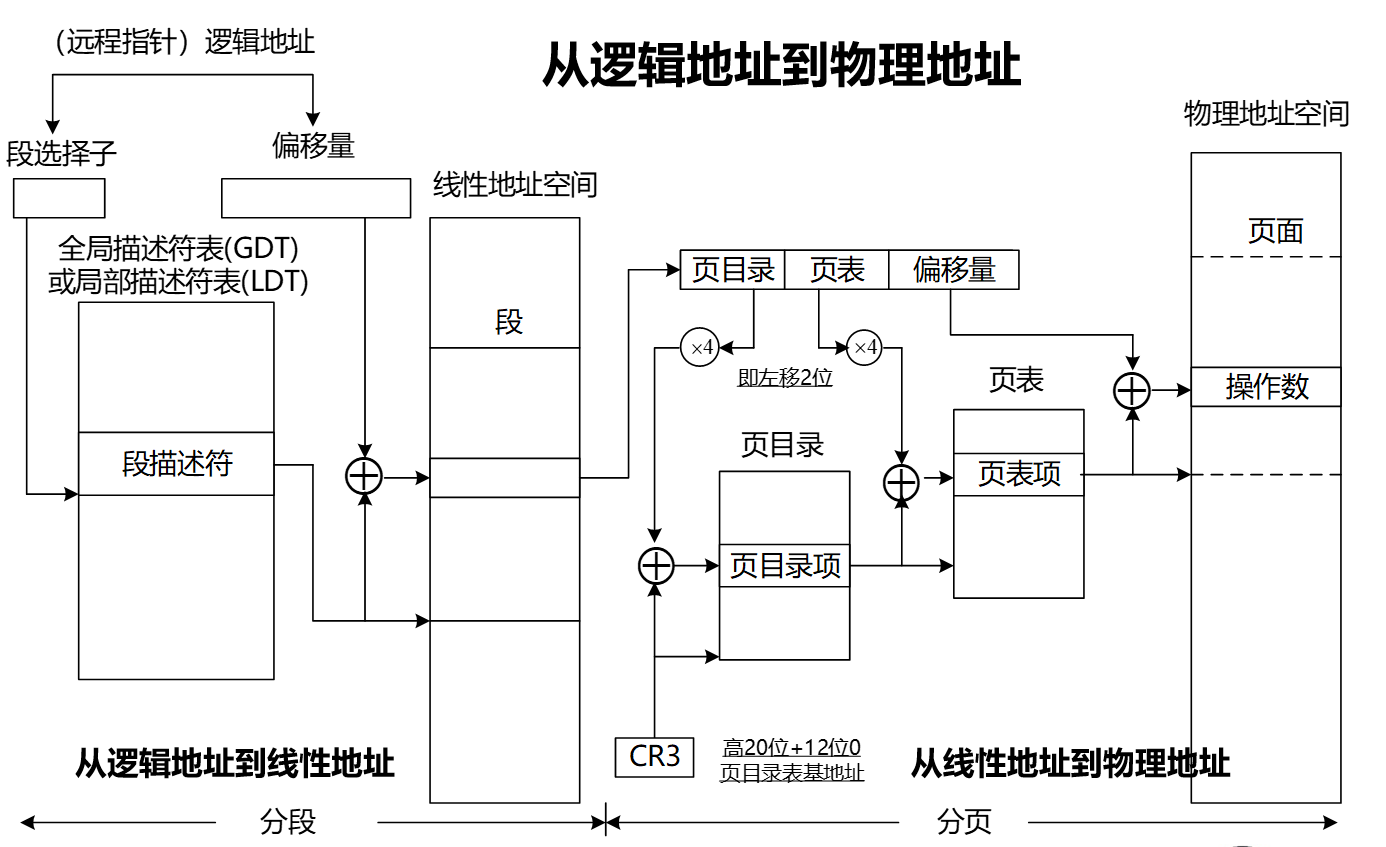 (远程指针)逻辑地址
从逻辑地址到物理地址
段选择子
偏移量
线性地址空间
物理地址空间
全局描述符表(GDT)
或局部描述符表(LDT)
段描述符
段
页目录
页表
偏移量
×4
×4
即左移2位
页目录
页目录项
页表
页表项
页面
操作数
CR3
高20位+12位0
页目录表基地址
从逻辑地址到线性地址
从线性地址到物理地址
分段
分页